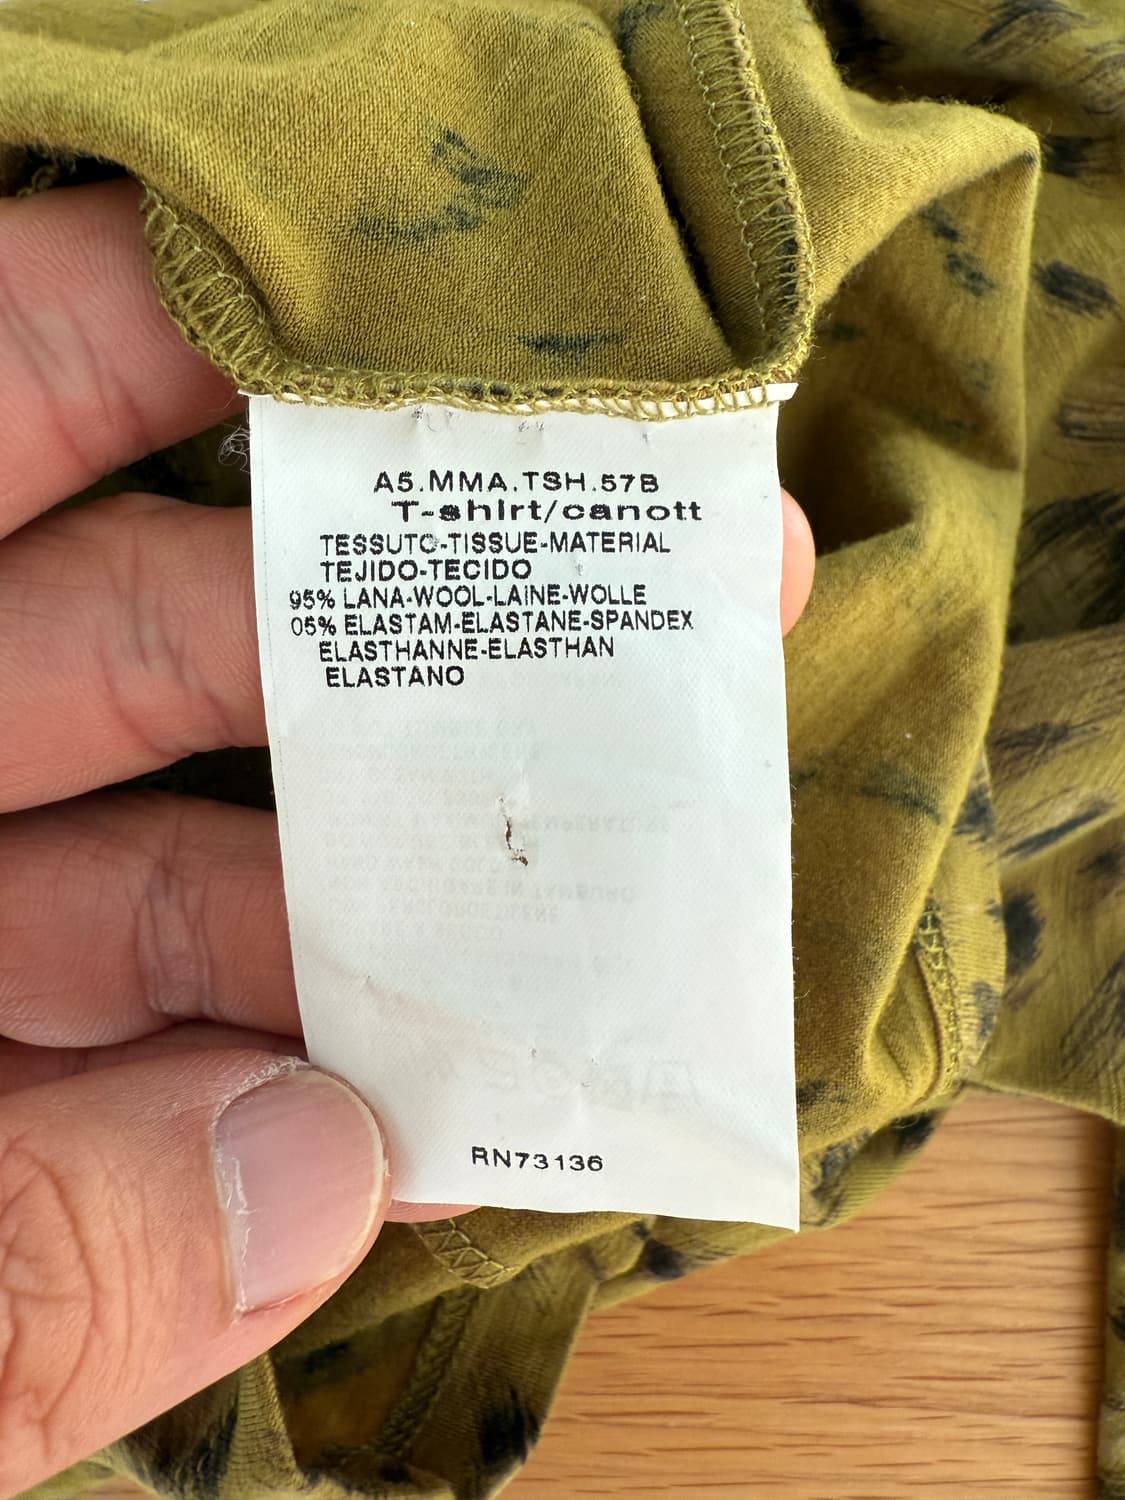 A5.MMA.TSH.57B
T-shirt/canott
TESSUTO-TISSUE-MATERIAL
TEJIDO-TECIDO
95% LANA-WOOL-LAINE-WOLLE
05% ELASTAM-ELASTANE-SPANDEX
ELASTHANNE-ELASTHAN
ELASTANO
RN73136